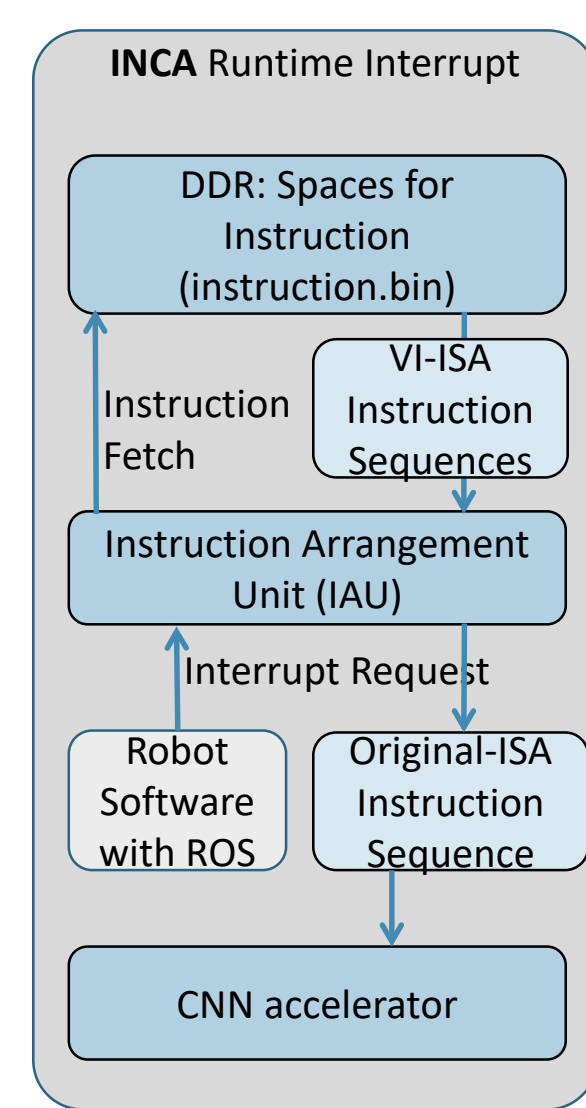 INCA Runtime Interrupt
DDR: Spaces for
Instruction
(instruction.bin)
VI-ISA
Instruction
Sequences
Instruction
Fetch
Instruction Arrangement
Unit (IAU)
Interrupt Request
Robot
Software
with ROS
Original-ISA
Instruction
Sequence
CNN accelerator